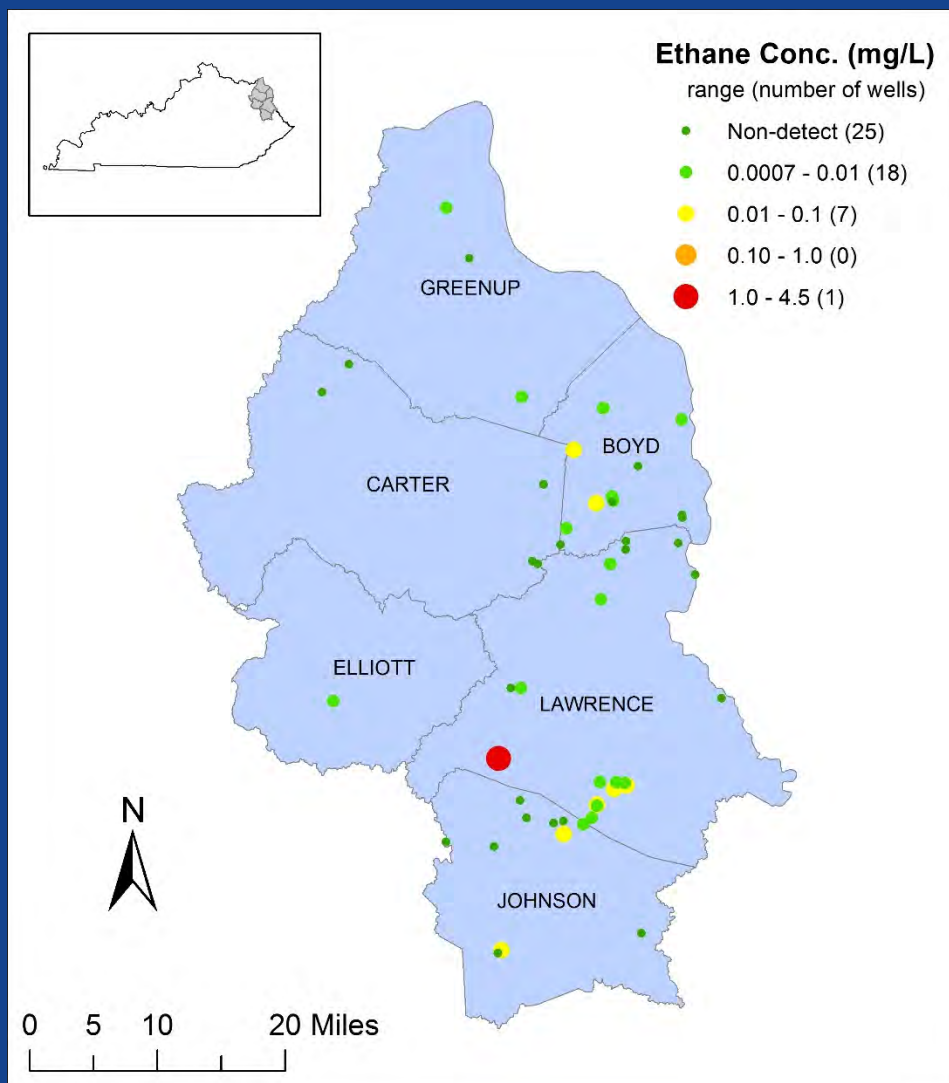 Ethane Conc. (mg/L)
range (number of wells)
Non-detect (25)
0.0007 - 0.01 (18)
0.01 - 0.1 (7)
0.10 - 1.0 (0)
1.0 - 4.5 (1)
GREENUP
BOYD
CARTER
ELLIOTT
LAWRENCE
N
JOHNSON
0 5 10 20 Miles